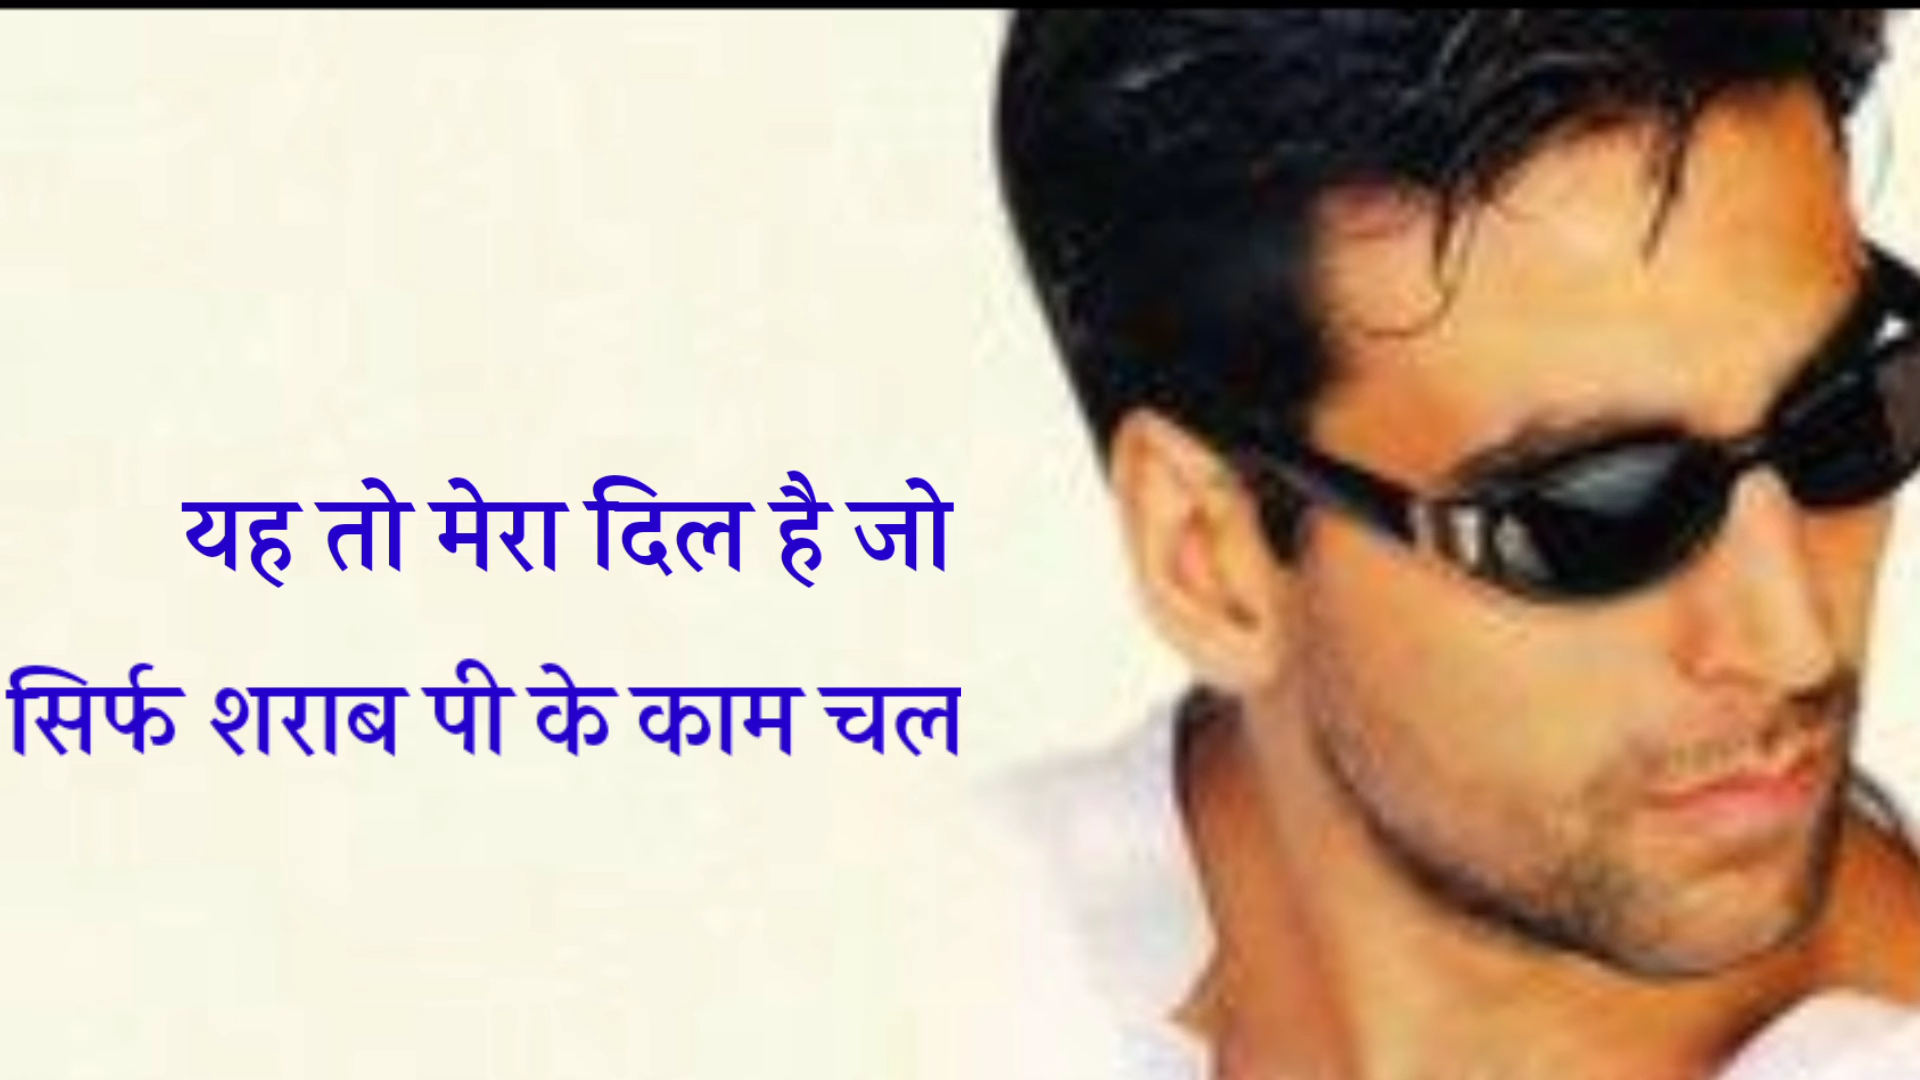 यह तो मेरा दिल है जो
सिर्फ शराब पी के काम चल